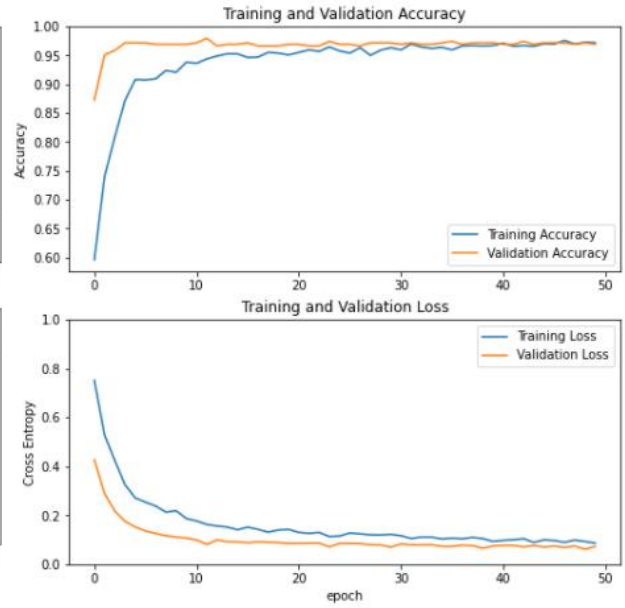 Training and Validation Accuracy
1.00
0.95
0.90
0.85
0.80
0.75
0.70
0.65
0.60
Accuracy
Training Accuracy
Validation Accuracy
0 10 20 30 40 50
Training and Validation Loss
1.0
0.8
0.6
0.4
0.2
0.0
Cross Entropy
Training Loss
Validation Loss
0 10 20 30 40 50
epoch